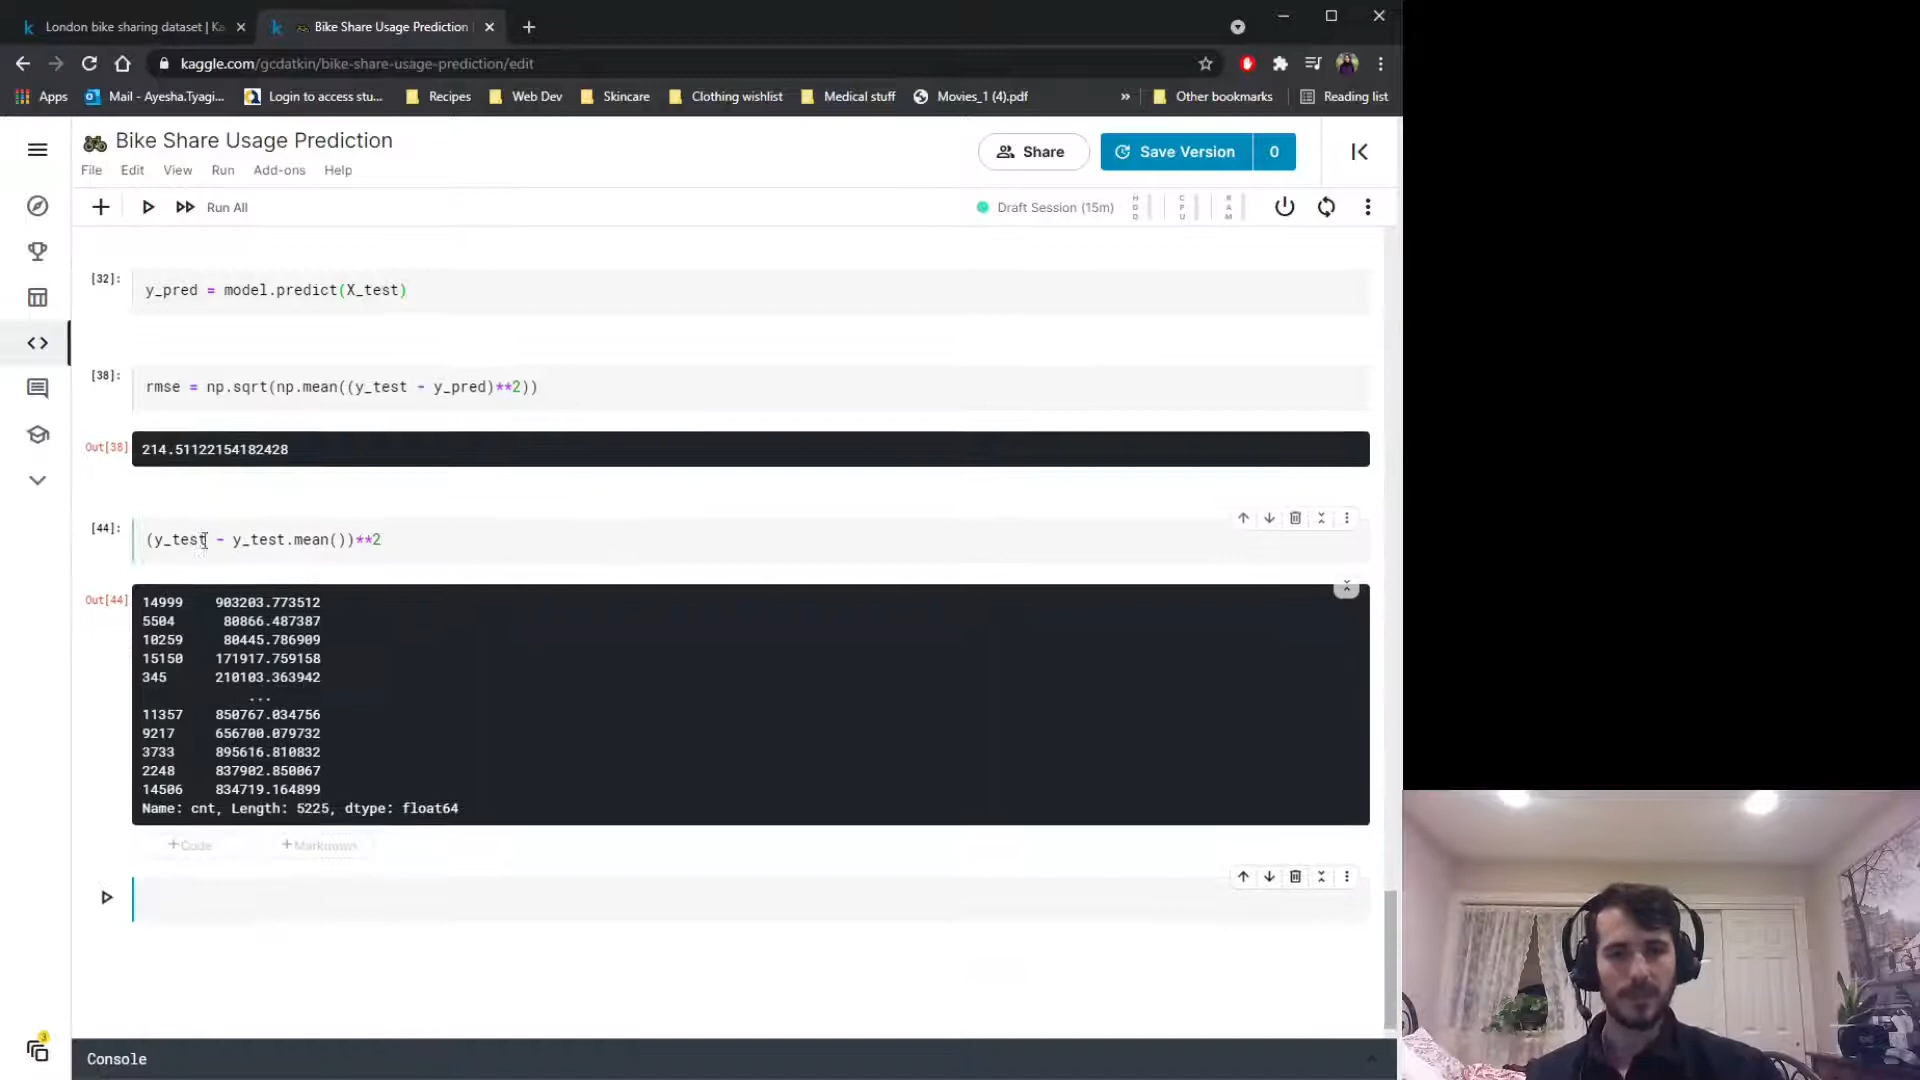 London bike sharing dataset | Ka
Bike Share Usage Prediction
kaggle.com/gcdatkin/bike-share-usage-prediction/edit
Apps
Mail - Ayesha.Tyagi...
Login to access stu...
Recipes
Web Dev
Skincare
Clothing wishlist
Medical stuff
Movies_1 (4).pdf
»
Other bookmarks
Reading list
Bike Share Usage Prediction
Share
Save Version
0
File
Edit
View
Run
Add-ons
Help
Run All
Draft Session (15m)
HDD
CPU
RAM
[32]:
y_pred = model.predict(X_test)
[38]:
rmse = np.sqrt(np.mean((y_test - y_pred)**2))
Out[38]
214.51122154182428
[44]:
(y_test - y_test.mean())**2
Out[44]
14999 903203.773512
5504 80866.487387
10259 80445.786909
15150 171917.759158
345 210103.363942
...
11357 850767.034756
9217 656700.079732
3733 895616.810832
2248 837902.850067
14506 834719.164899
Name: cnt, Length: 5225, dtype: float64
+Code
+Markdown
3
Console